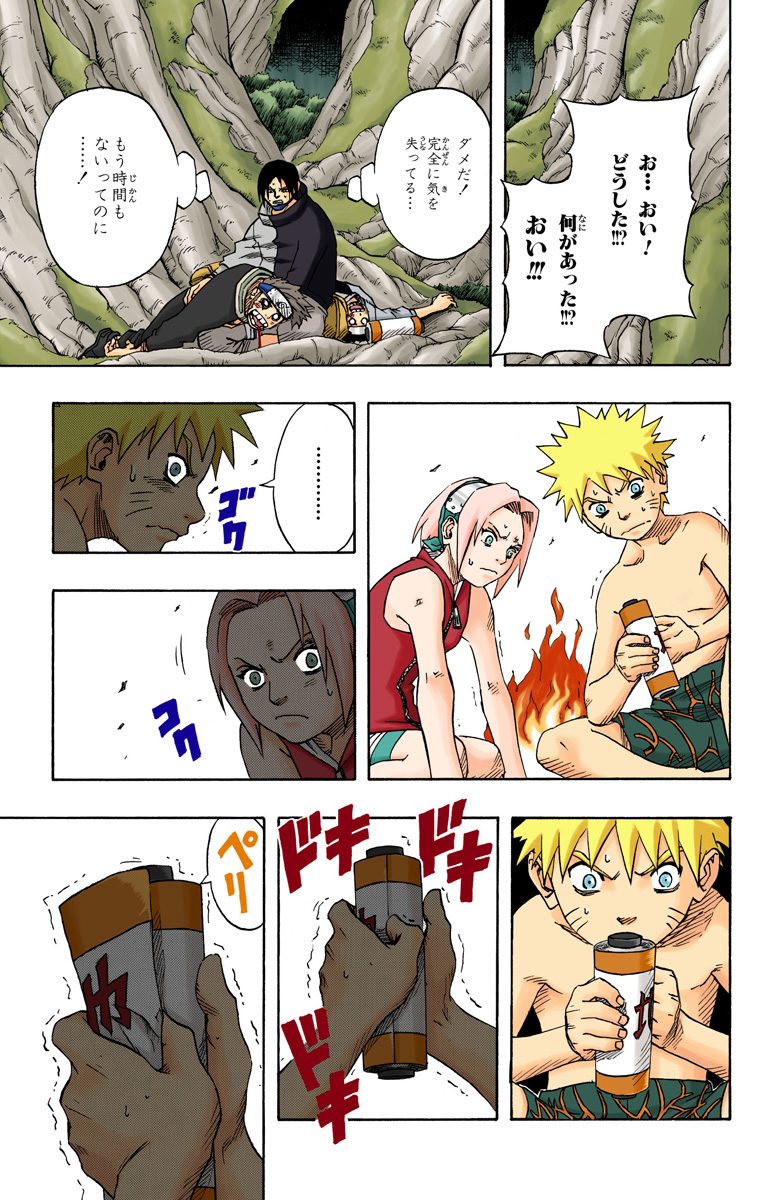 お…おい！
どうした!!?
何があった!!?
おい!!!
ダメだ！
完全に気を
失ってる…
もう時間も
ないってのに
……！
………
ゴク
コク
ドキ
ドキ
ドキ
ペリ